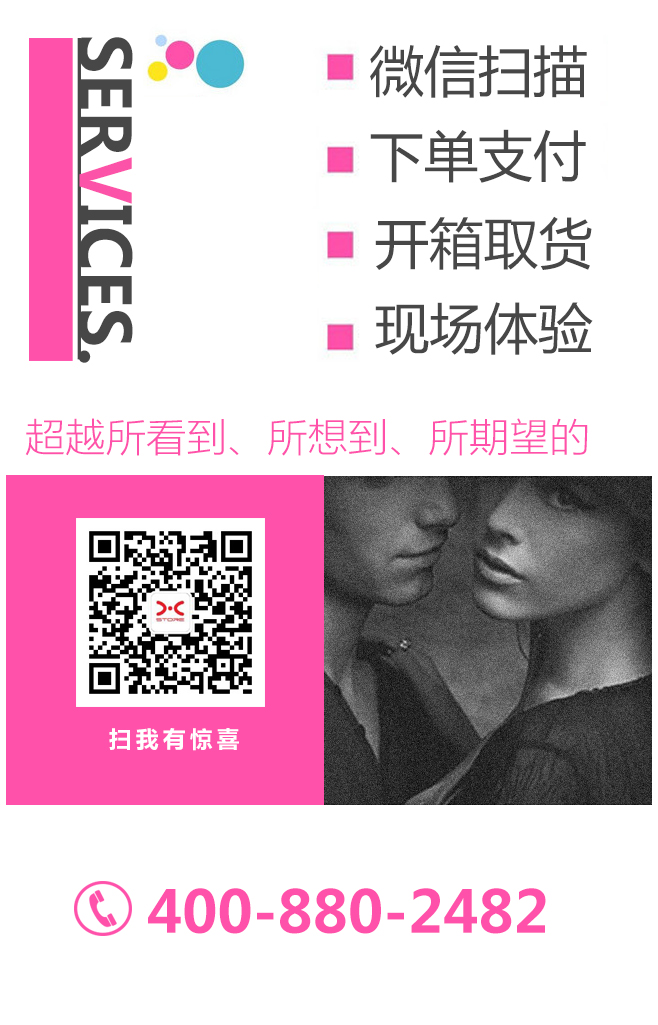 SERVICES.
微信扫描
下单支付
开箱取货
现场体验
超越所看到、所想到、所期望的
STORE
扫我有惊喜
400-880-2482